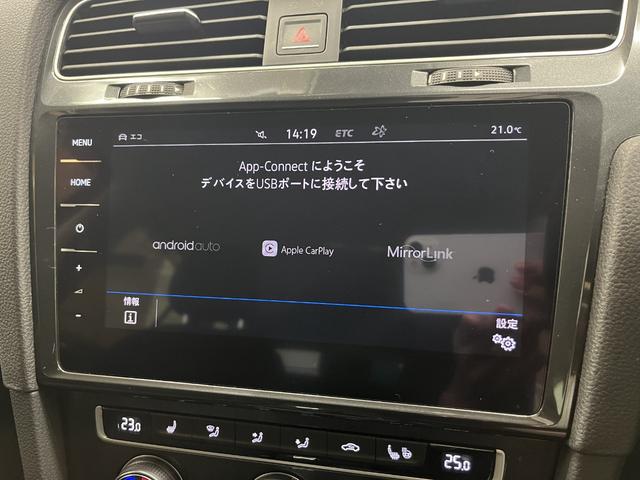 エコ 14:19 ETC 21.0℃
MENU
HOME
App-Connect にようこそ
デバイスをUSBポートに接続して下さい
androidauto Apple CarPlay MirrorLink
+
-
情報
i
設定
23.0
25.0